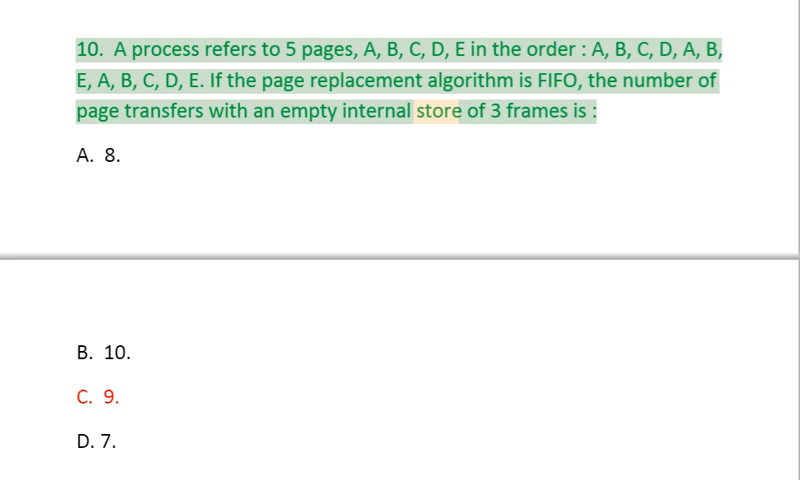 10. A process refers to 5 pages, A, B, C, D, E in the order : A, B, C, D, A, B,
E, A, B, C, D, E. If the page replacement algorithm is FIFO, the number of
page transfers with an empty internal store of 3 frames is :
A. 8.
B. 10.
C. 9.
D. 7.